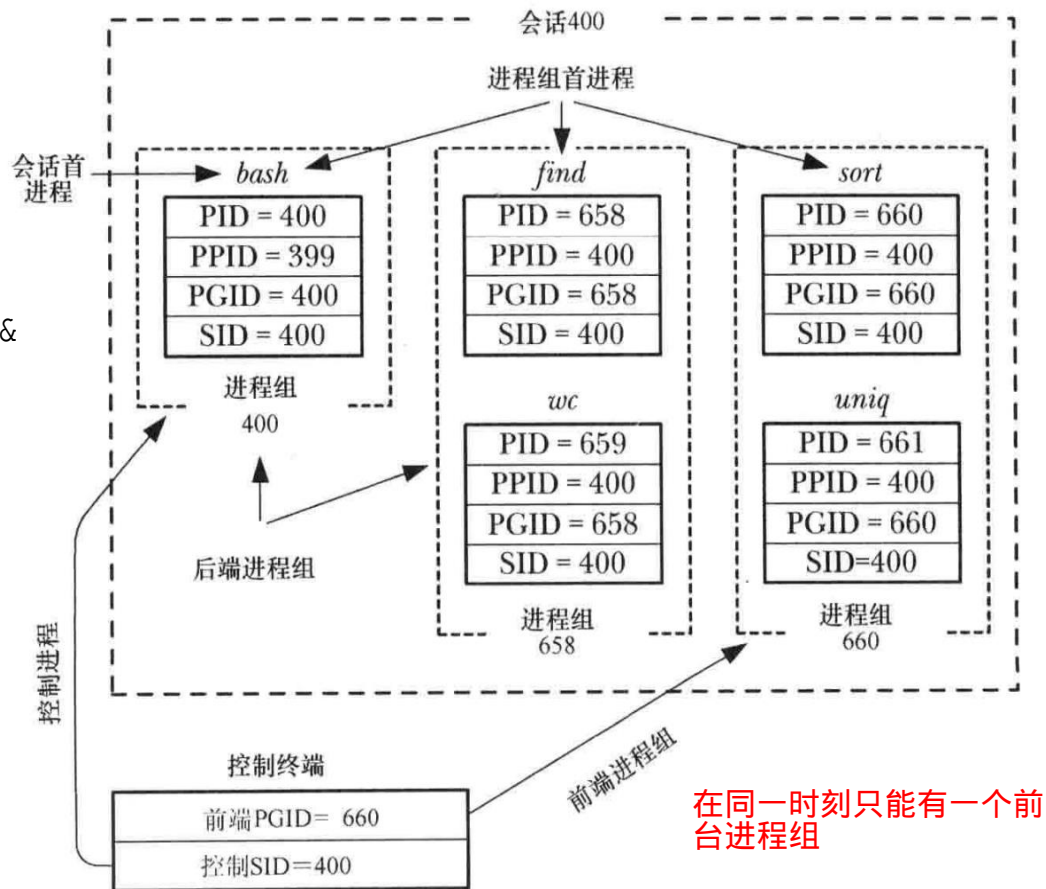 会话400
进程组首进程
会话首
进程
bash
PID = 400
PPID = 399
PGID = 400
SID = 400
进程组
400
find
PID = 658
PPID = 400
PGID = 658
SID = 400
wc
PID = 659
PPID = 400
PGID = 658
SID = 400
进程组
658
sort
PID = 660
PPID = 400
PGID = 660
SID = 400
uniq
PID = 661
PPID = 400
PGID = 660
SID=400
进程组
660
&
后端进程组
控制进程
前端进程组
控制终端
前端PGID= 660
控制SID=400
在同一时刻只能有一个前
台进程组